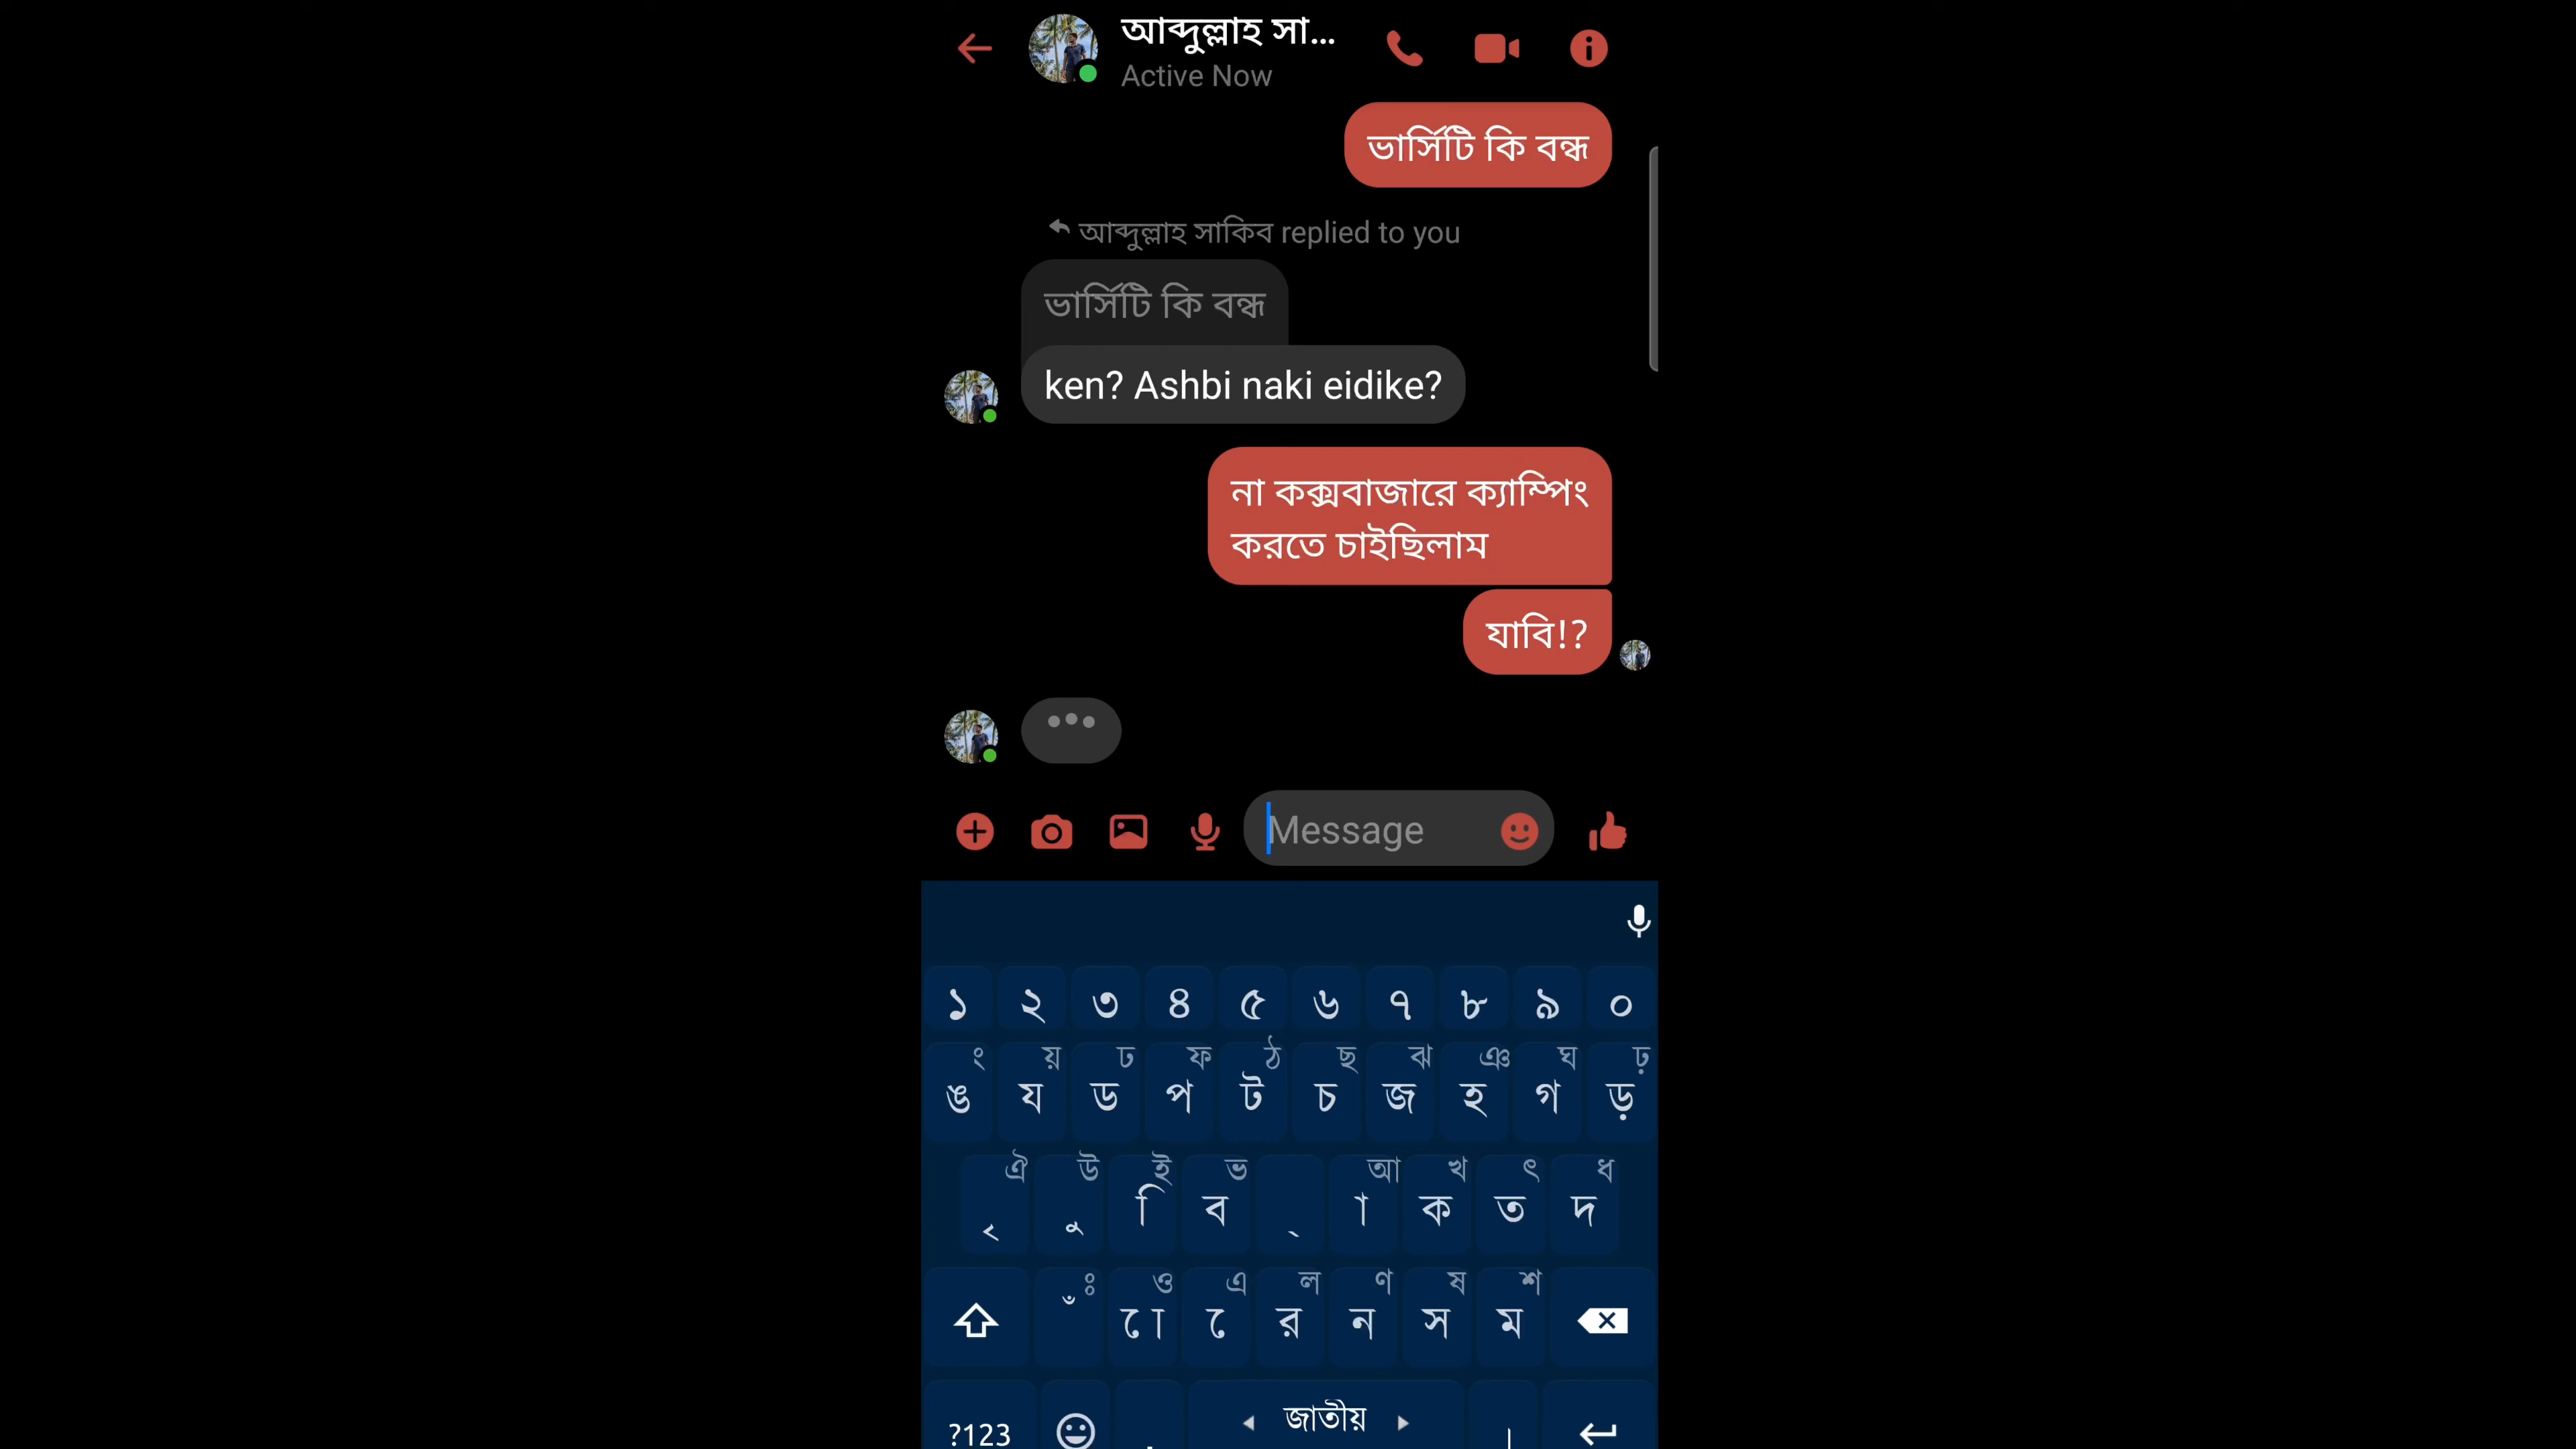 আব্দুল্লাহ সা...
Active Now
ভার্সিটি কি বন্ধ
আব্দুল্লাহ সাকিব replied to you
ভার্সিটি কি বন্ধ
ken? Ashbi naki eidike?
না কক্সবাজারে ক্যাম্পিং
করতে চাইছিলাম
যাবি!?
Message
১ ২ ৩ ৪ ৫ ৬ ৭ ৮ ৯ ০
ং য় ঢ ফ ঠ ছ ঝ ঞ ঘ ঢ়
ঙ য ড প ট চ জ হ গ ড়
ঐ উ ই ভ আ খ ৎ ধ
ৃ ু ি ব ্ া ক ত দ
ঃ ও এ ল ণ ষ শ
ঁ ো ে র ন স ম
?123 , জাতীয় ।